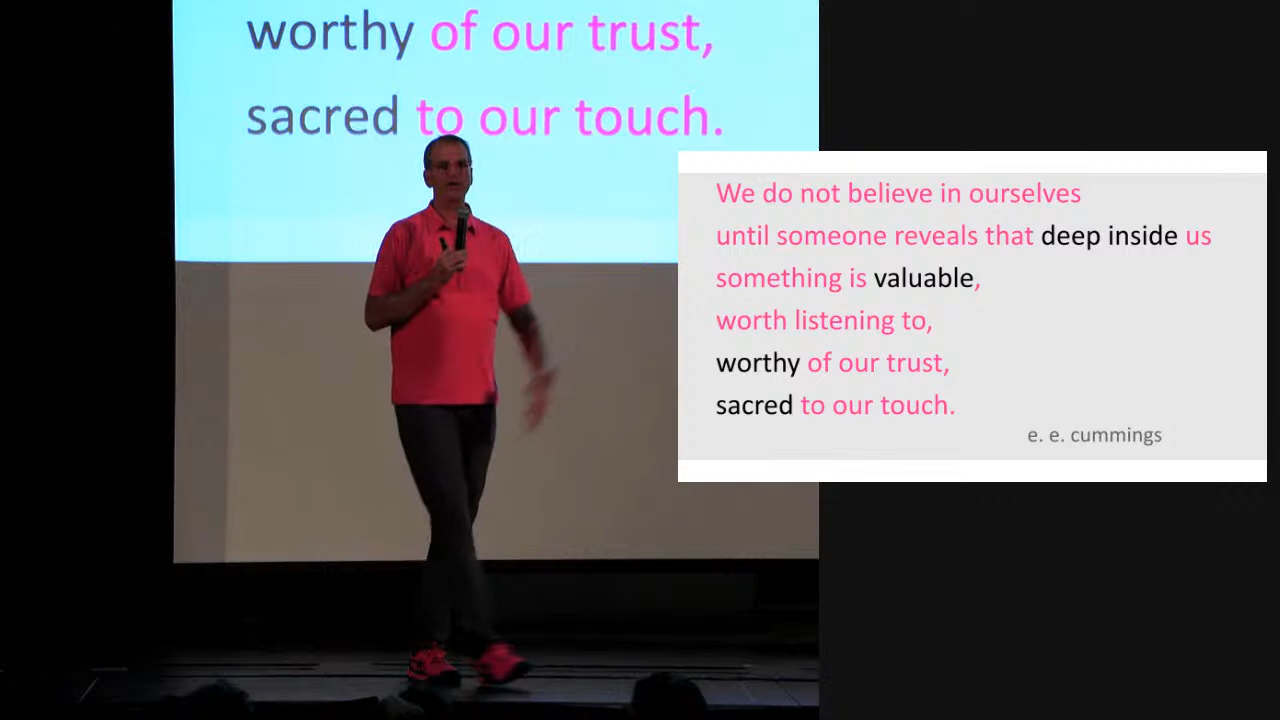 worthy of our trust,
sacred to our touch.
We do not believe in ourselves
until someone reveals that deep inside us
something is valuable,
worth listening to,
worthy of our trust,
sacred to our touch.
e. e. cummings